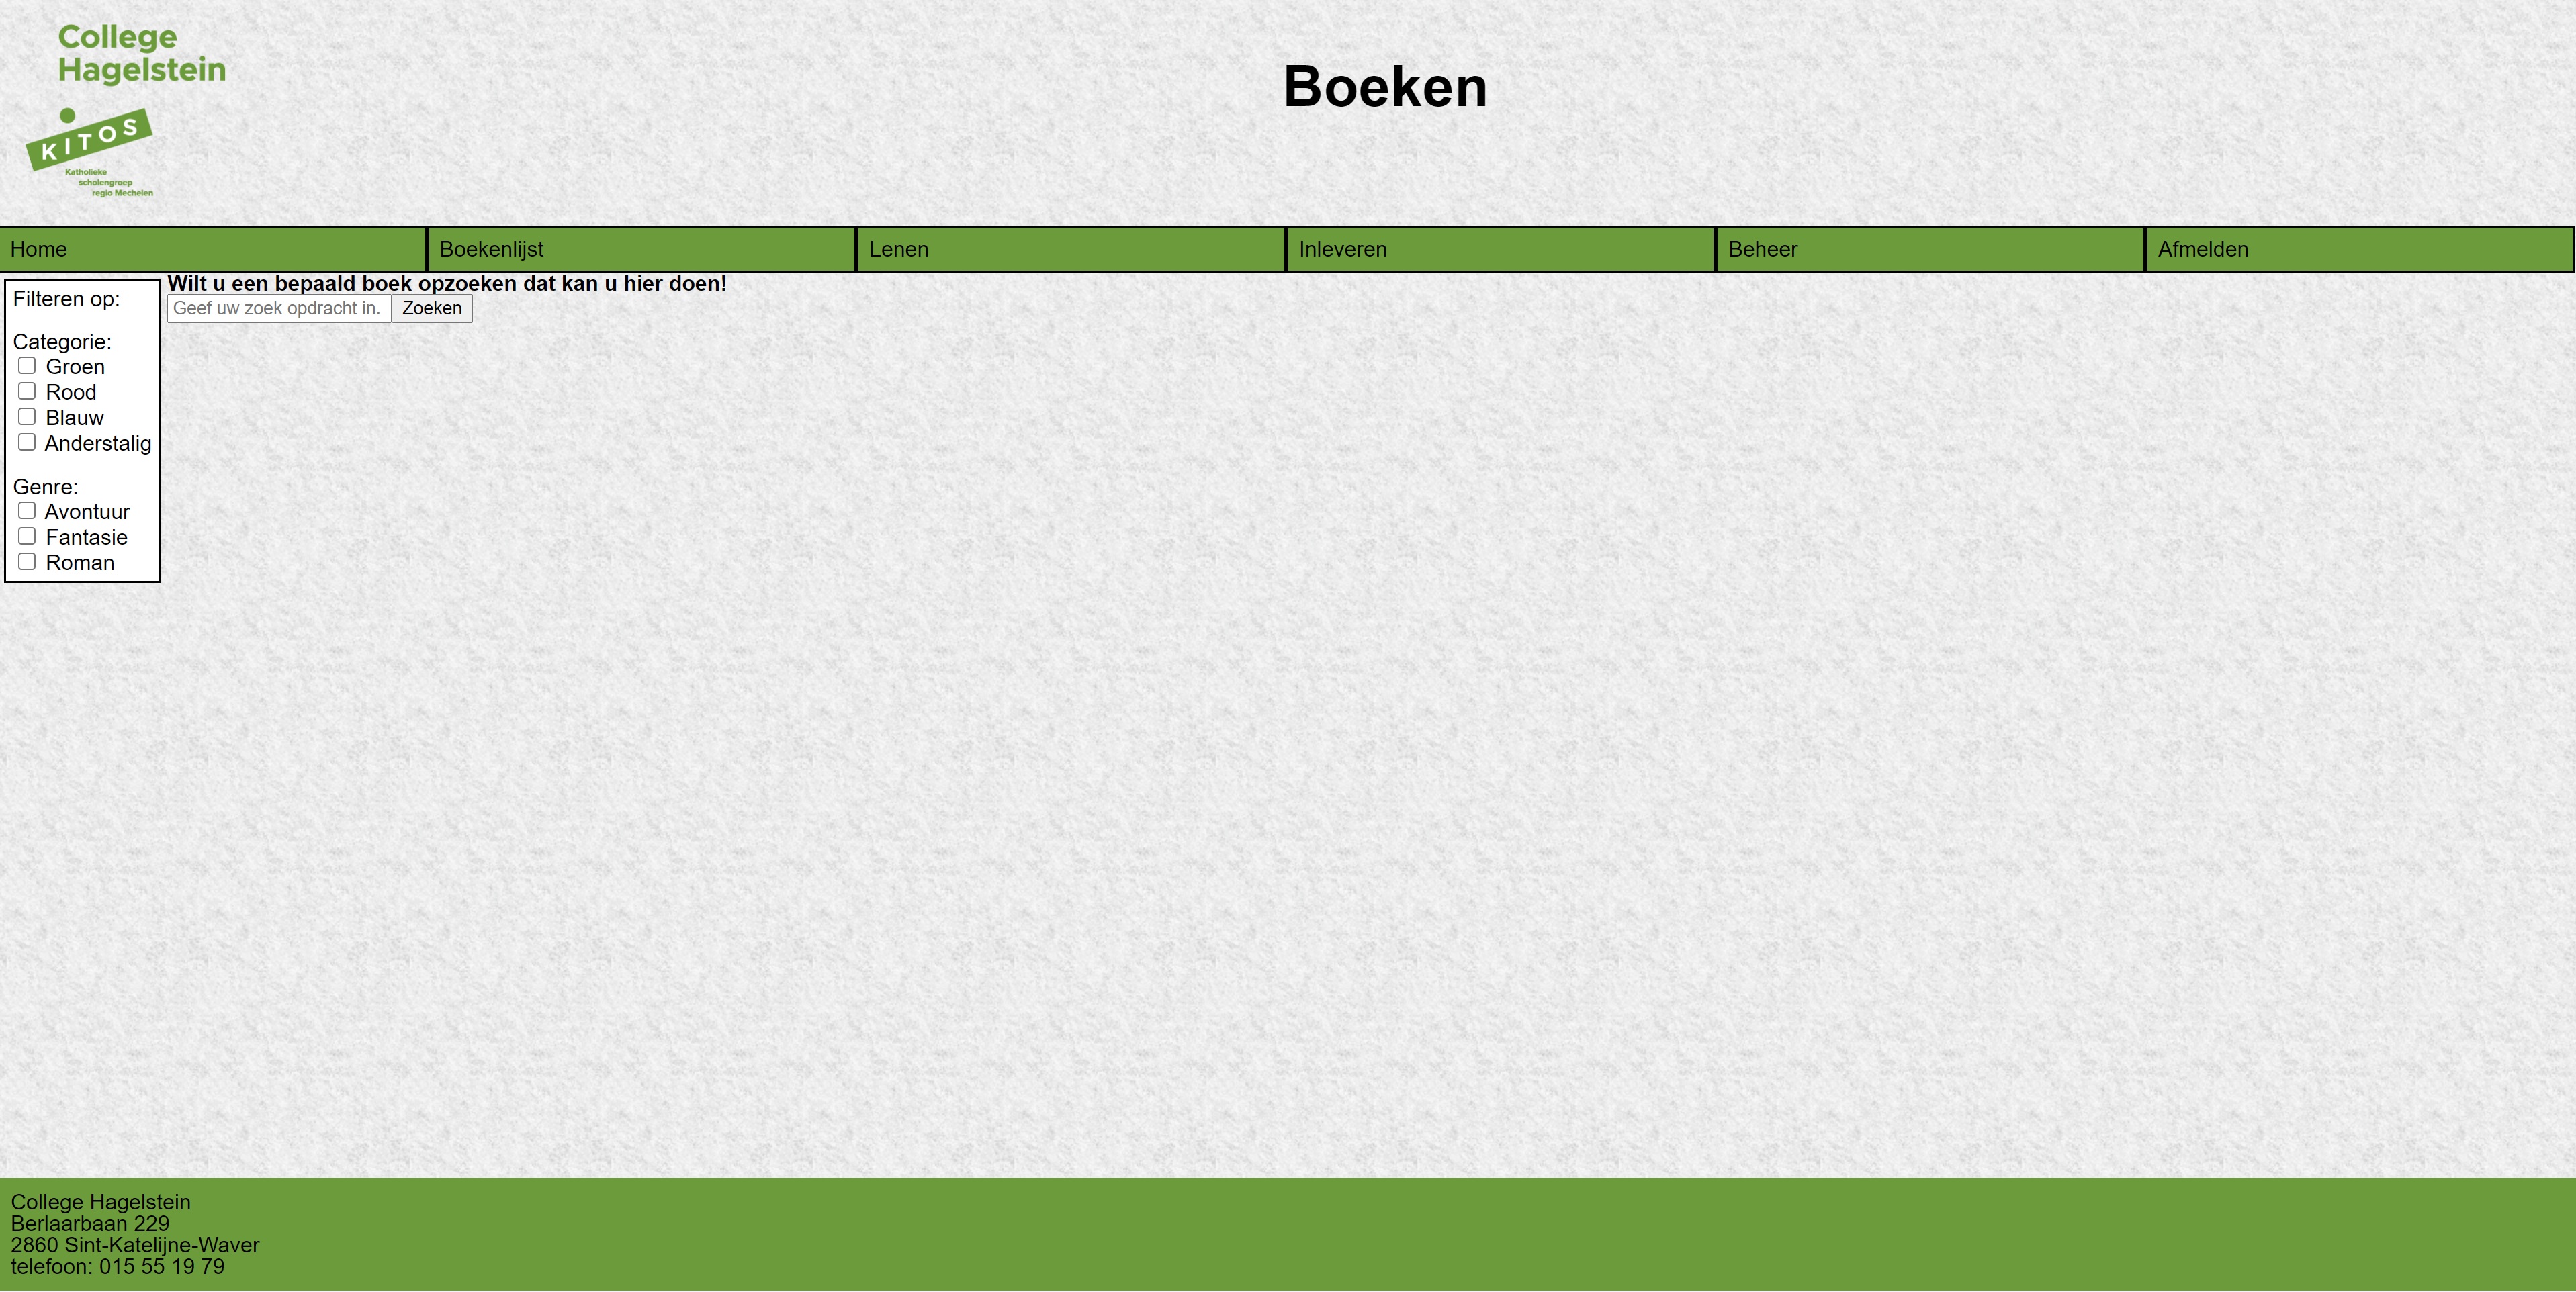 College
Hagelstein
KITOS
Katholieke
scholengroep
regio Mechelen
Boeken
Home Boekenlijst Lenen Inleveren Beheer Afmelden
Filteren op:
Categorie:
Groen
Rood
Blauw
Anderstalig
Genre:
Avontuur
Fantasie
Roman
Wilt u een bepaald boek opzoeken dat kan u hier doen!
Geef uw zoek opdracht in. Zoeken
College Hagelstein
Berlaarbaan 229
2860 Sint-Katelijne-Waver
telefoon: 015 55 19 79